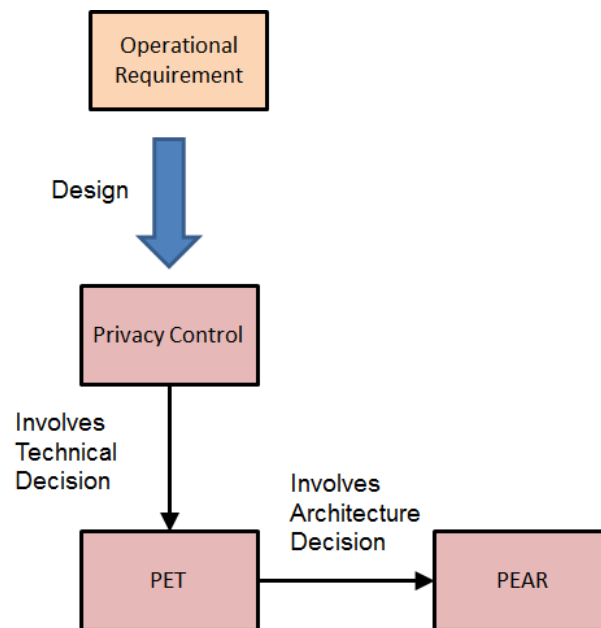 Operational
Requirement
Design
Privacy Control
Involves
Technical
Decision
Involves
Architecture
Decision
PET
PEAR